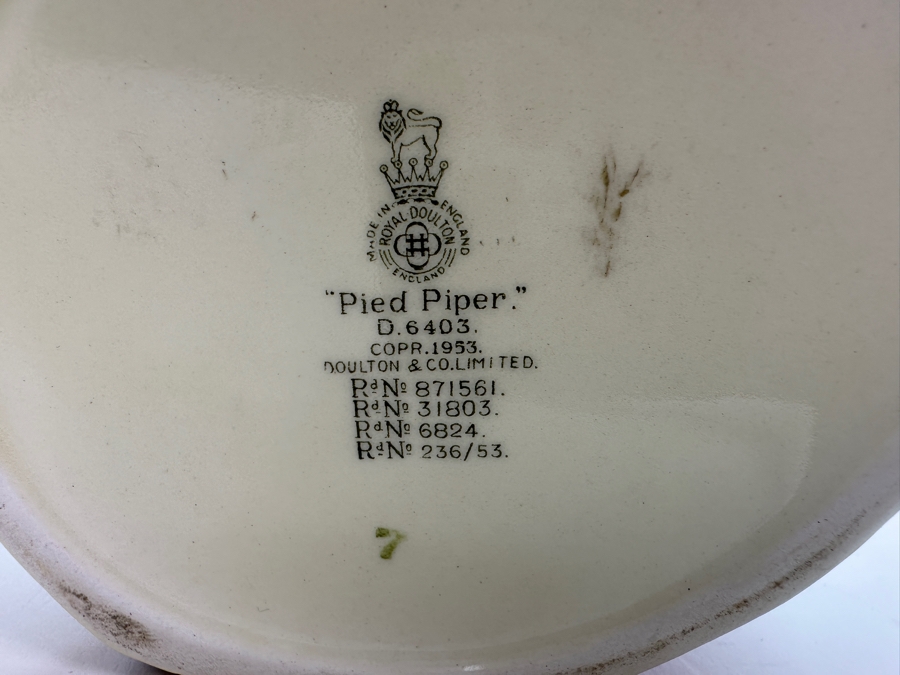 MADE IN ENGLAND
ROYAL DOULTON
ENGLAND
"Pied Piper."
D.6403.
COPR.1953.
DOULTON & CO.LIMITED.
Rd No 871561.
Rd No 31803.
Rd No 6824.
Rd No 236/53.
7